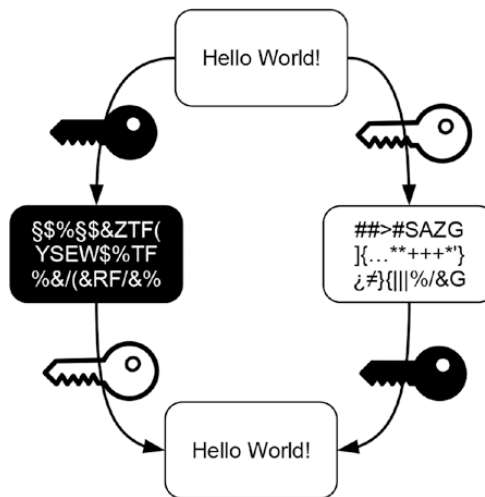 Hello World!
§$%§$&ZTF(
YSEW$%TF
%&/(&RF/&%
##>#SAZG
]{…**+++*'}
¿≠}{|||%/&G
Hello World!